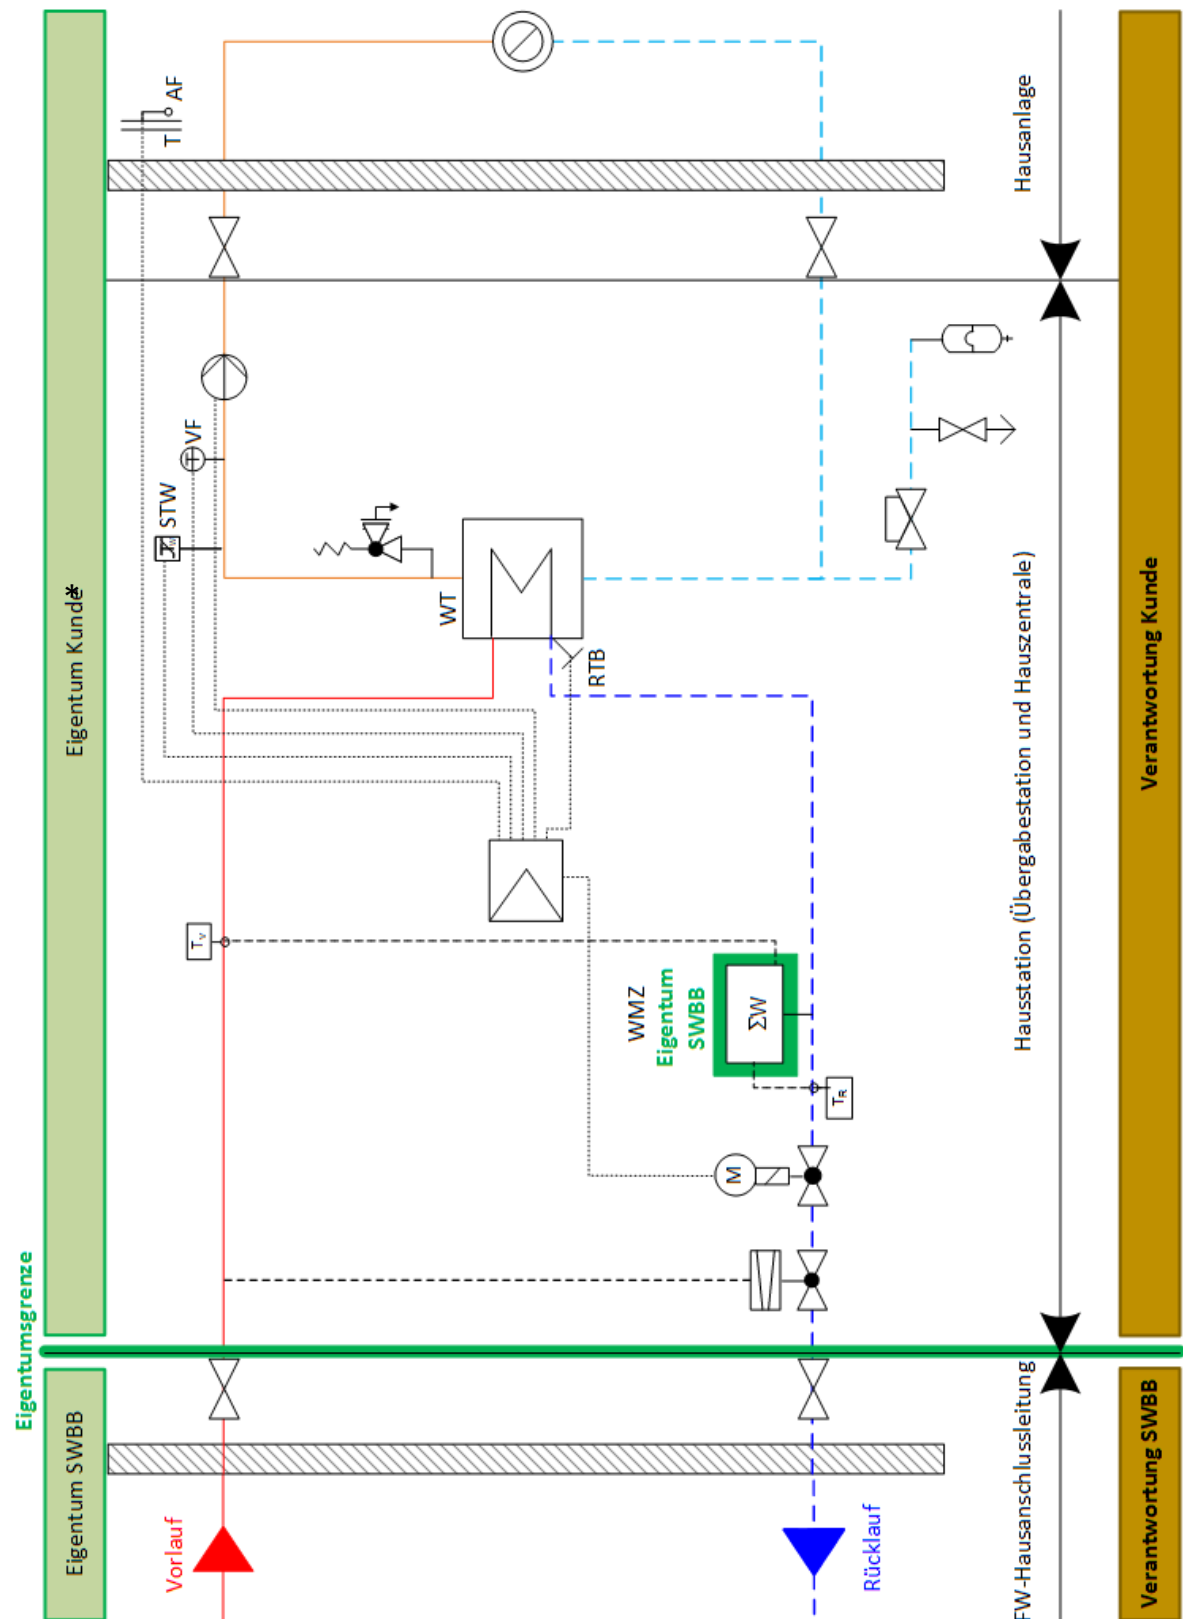 Eigentumsgrenze
Eigentum SWBB
Eigentum Kunde*
Vorlauf
Rücklauf
T AF
STW
VF
WT
RTB
TV
WMZ
Eigentum
SWBB
ΣW
TR
M
FW-Hausanschlussleitung
Hausstation (Übergabestation und Hauszentrale)
Hausanlage
Verantwortung SWBB
Verantwortung Kunde